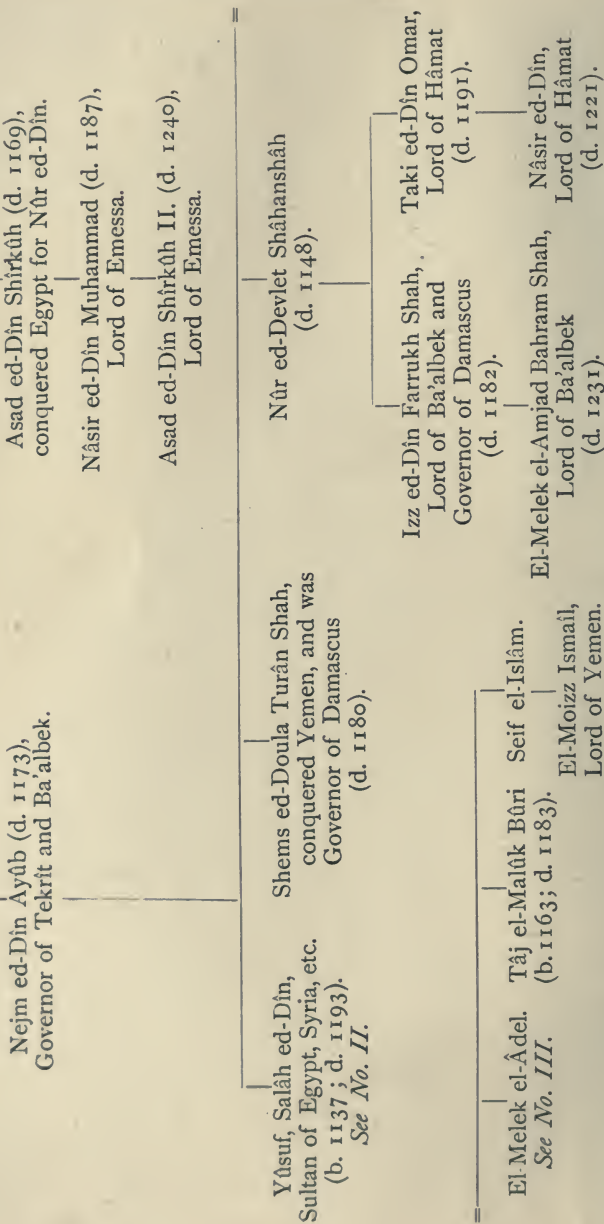 Nejm ed-Dîn Ayûb (d. 1173),
Governor of Tekrît and Ba'albek.
Asad ed-Dîn Shîrkûh (d. 1169),
conquered Egypt for Nûr ed-Dîn.
Nâsir ed-Dîn Muhammad (d. 1187),
Lord of Emessa.
Asad ed-Dîn Shîrkûh II. (d. 1240),
Lord of Emessa.
Yûsuf, Salâh ed-Dîn,
Sultan of Egypt, Syria, etc.
(b. 1137 ; d. 1193).
See No. II.
Shems ed-Doula Turân Shah,
conquered Yemen, and was
Governor of Damascus
(d. 1180).
Nûr ed-Devlet Shâhanshâh
(d. 1148).
Izz ed-Dîn Farrukh Shah,
Lord of Ba'albek and
Governor of Damascus
(d. 1182).
Taki ed-Dîn Omar,
Lord of Hâmat
(d. 1191).
El-Melek el-Amjad Bahram Shah,
Lord of Ba'albek
(d. 1231).
Nâsir ed-Dîn,
Lord of Hâmat
(d. 1221).
El-Melek el-Âdel.
See No. III.
Tâj el-Malûk Bûri
(b. 1163; d. 1183).
Seif el-Islâm.
El-Moizz Ismaîl,
Lord of Yemen.